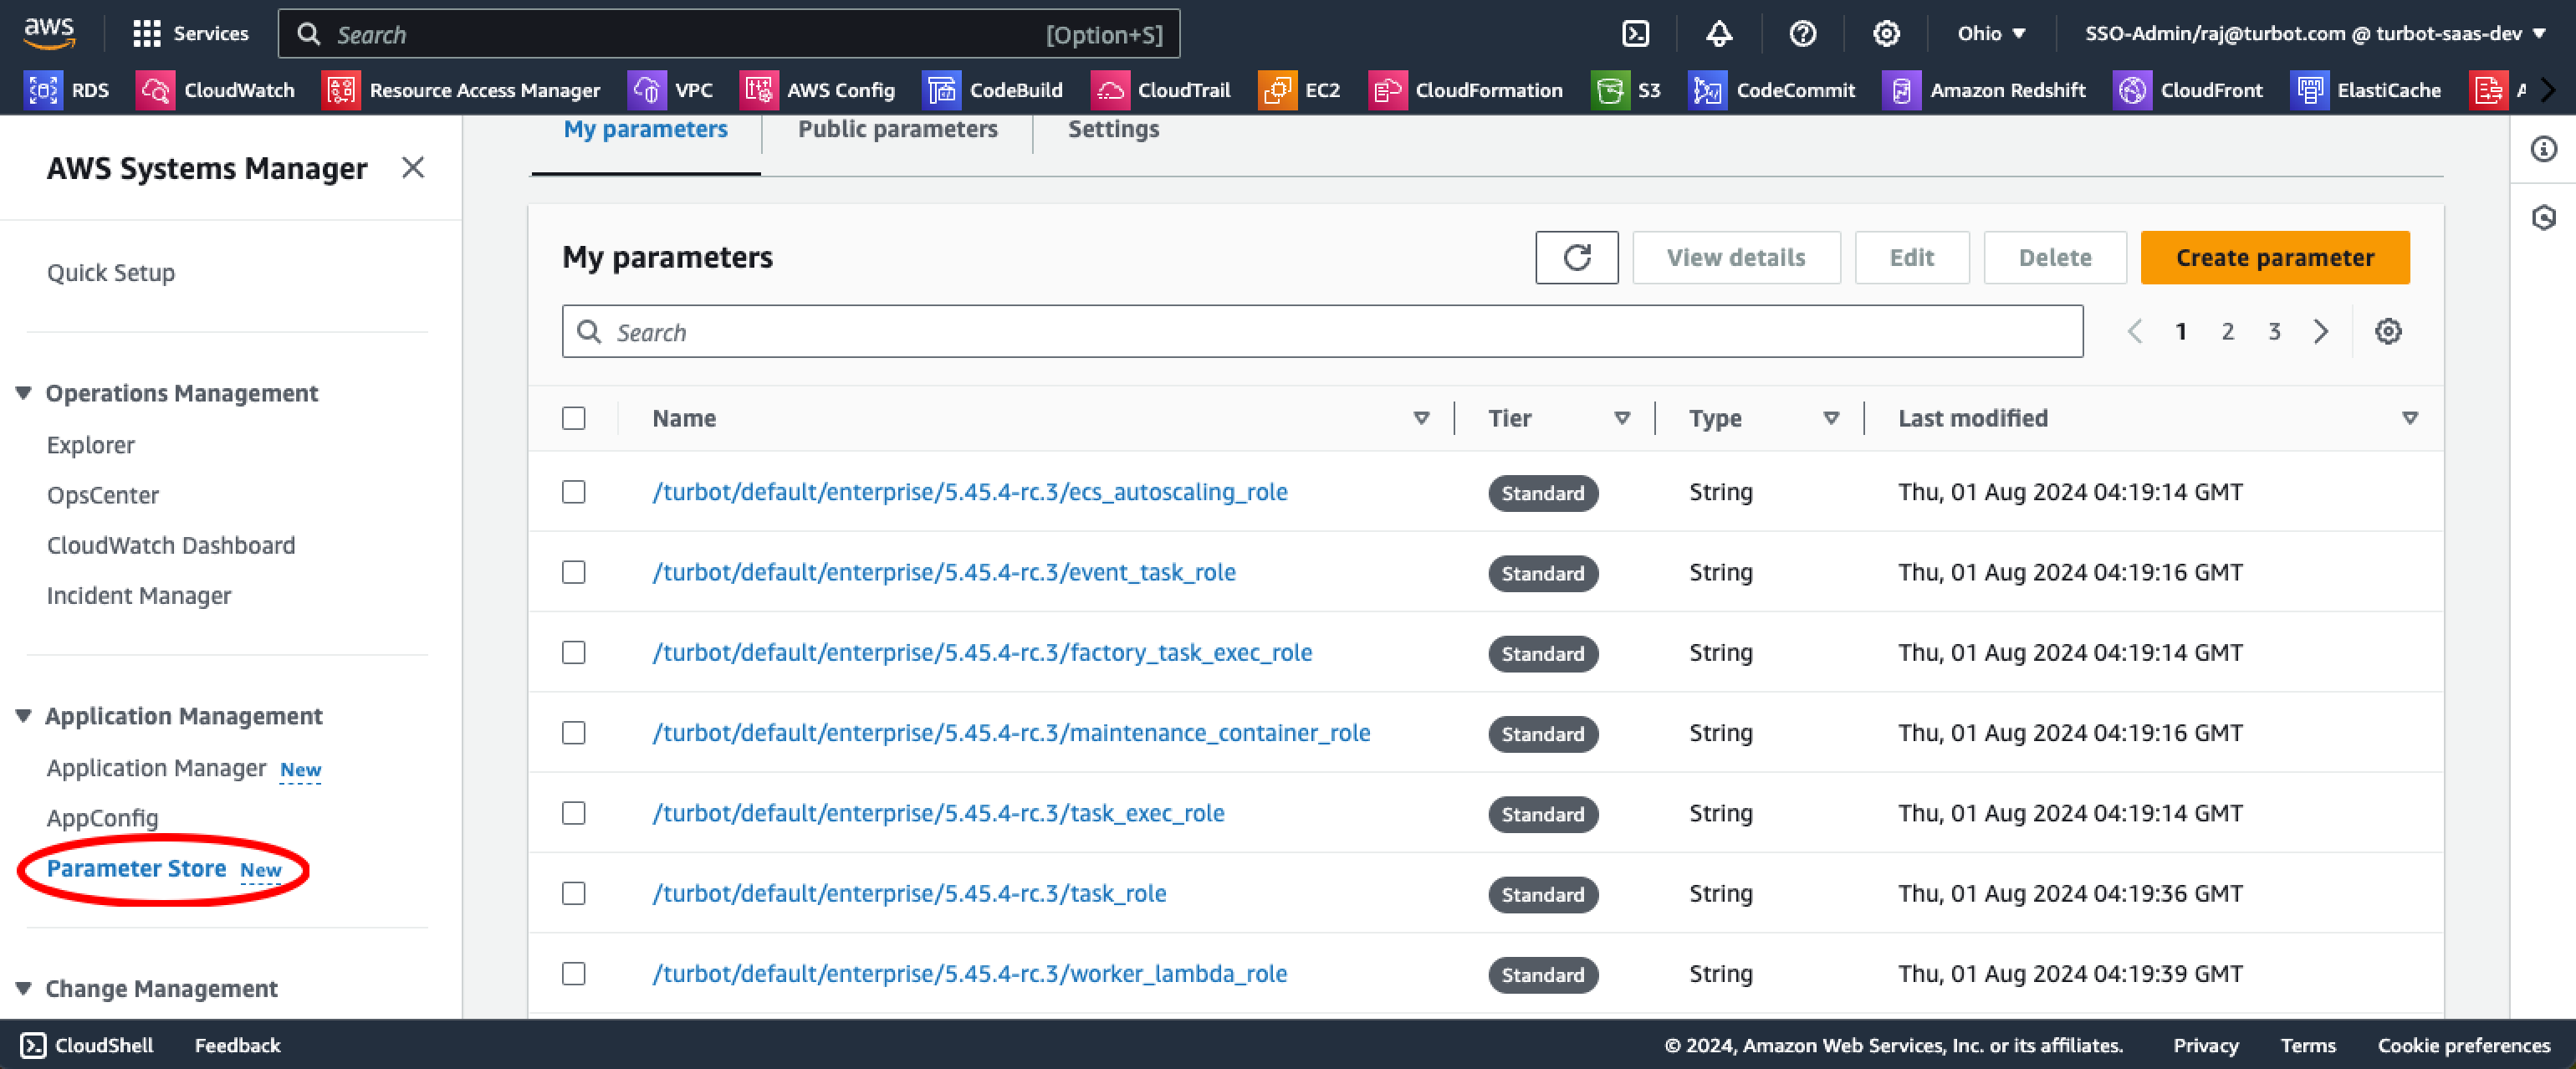 aws Services Search [Option+S] Ohio ▼ SSO-Admin/raj@turbot.com @ turbot-saas-dev ▼
RDS CloudWatch Resource Access Manager VPC AWS Config CodeBuild CloudTrail EC2 CloudFormation S3 CodeCommit Amazon Redshift CloudFront ElastiCache
AWS Systems Manager
Quick Setup
Operations Management
Explorer
OpsCenter
CloudWatch Dashboard
Incident Manager
Application Management
Application Manager New
AppConfig
Parameter Store New
Change Management
My parameters Public parameters Settings
My parameters View details Edit Delete Create parameter
Search 1 2 3
Name Tier Type Last modified
/turbot/default/enterprise/5.45.4-rc.3/ecs_autoscaling_role Standard String Thu, 01 Aug 2024 04:19:14 GMT
/turbot/default/enterprise/5.45.4-rc.3/event_task_role Standard String Thu, 01 Aug 2024 04:19:16 GMT
/turbot/default/enterprise/5.45.4-rc.3/factory_task_exec_role Standard String Thu, 01 Aug 2024 04:19:14 GMT
/turbot/default/enterprise/5.45.4-rc.3/maintenance_container_role Standard String Thu, 01 Aug 2024 04:19:16 GMT
/turbot/default/enterprise/5.45.4-rc.3/task_exec_role Standard String Thu, 01 Aug 2024 04:19:14 GMT
/turbot/default/enterprise/5.45.4-rc.3/task_role Standard String Thu, 01 Aug 2024 04:19:36 GMT
/turbot/default/enterprise/5.45.4-rc.3/worker_lambda_role Standard String Thu, 01 Aug 2024 04:19:39 GMT
CloudShell Feedback © 2024, Amazon Web Services, Inc. or its affiliates. Privacy Terms Cookie preferences